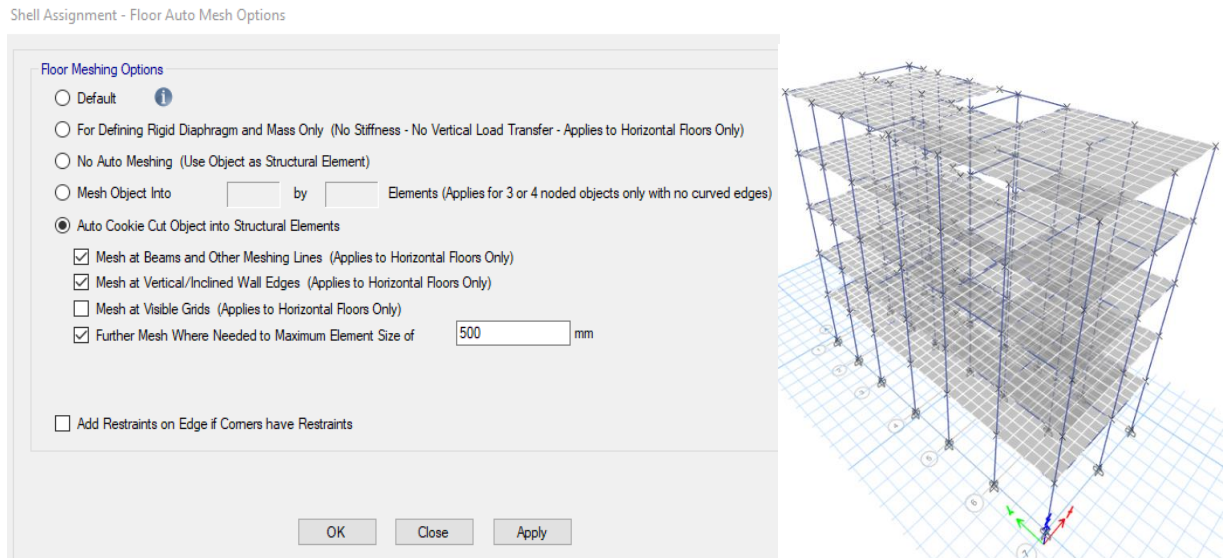 Shell Assignment - Floor Auto Mesh Options
Floor Meshing Options
Default
For Defining Rigid Diaphragm and Mass Only (No Stiffness - No Vertical Load Transfer - Applies to Horizontal Floors Only)
No Auto Meshing (Use Object as Structural Element)
Mesh Object Into by Elements (Applies for 3 or 4 noded objects only with no curved edges)
Auto Cookie Cut Object into Structural Elements
Mesh at Beams and Other Meshing Lines (Applies to Horizontal Floors Only)
Mesh at Vertical/Inclined Wall Edges (Applies to Horizontal Floors Only)
Mesh at Visible Grids (Applies to Horizontal Floors Only)
Further Mesh Where Needed to Maximum Element Size of 500 mm
Add Restraints on Edge if Corners have Restraints
OK Close Apply